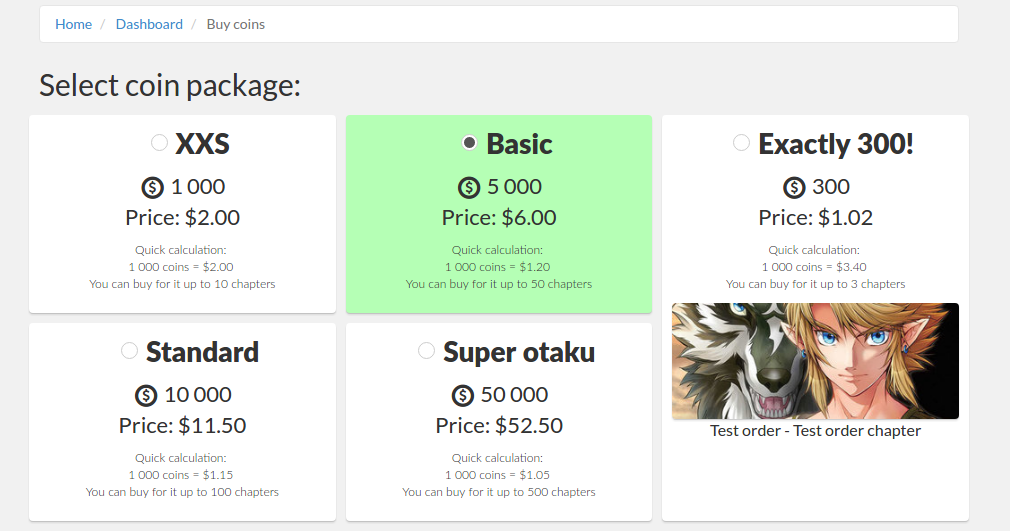 Home / Dashboard / Buy coins
Select coin package:
XXS
1 000
Price: $2.00
Quick calculation:
1 000 coins = $2.00
You can buy for it up to 10 chapters
Basic
5 000
Price: $6.00
Quick calculation:
1 000 coins = $1.20
You can buy for it up to 50 chapters
Exactly 300!
300
Price: $1.02
Quick calculation:
1 000 coins = $3.40
You can buy for it up to 3 chapters
Test order - Test order chapter
Standard
10 000
Price: $11.50
Quick calculation:
1 000 coins = $1.15
You can buy for it up to 100 chapters
Super otaku
50 000
Price: $52.50
Quick calculation:
1 000 coins = $1.05
You can buy for it up to 500 chapters